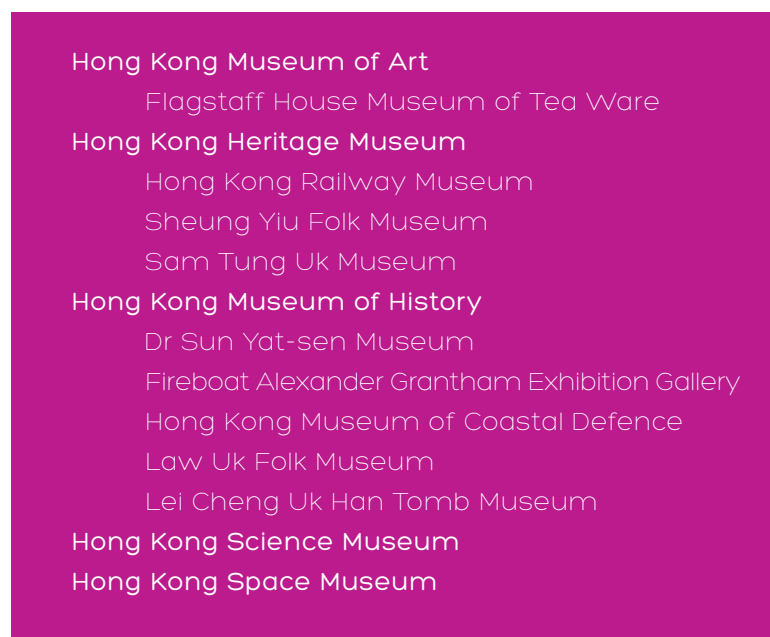 Hong Kong Museum of Art
Flagstaff House Museum of Tea Ware
Hong Kong Heritage Museum
Hong Kong Railway Museum
Sheung Yiu Folk Museum
Sam Tung Uk Museum
Hong Kong Museum of History
Dr Sun Yat-sen Museum
Fireboat Alexander Grantham Exhibition Gallery
Hong Kong Museum of Coastal Defence
Law Uk Folk Museum
Lei Cheng Uk Han Tomb Museum
Hong Kong Science Museum
Hong Kong Space Museum